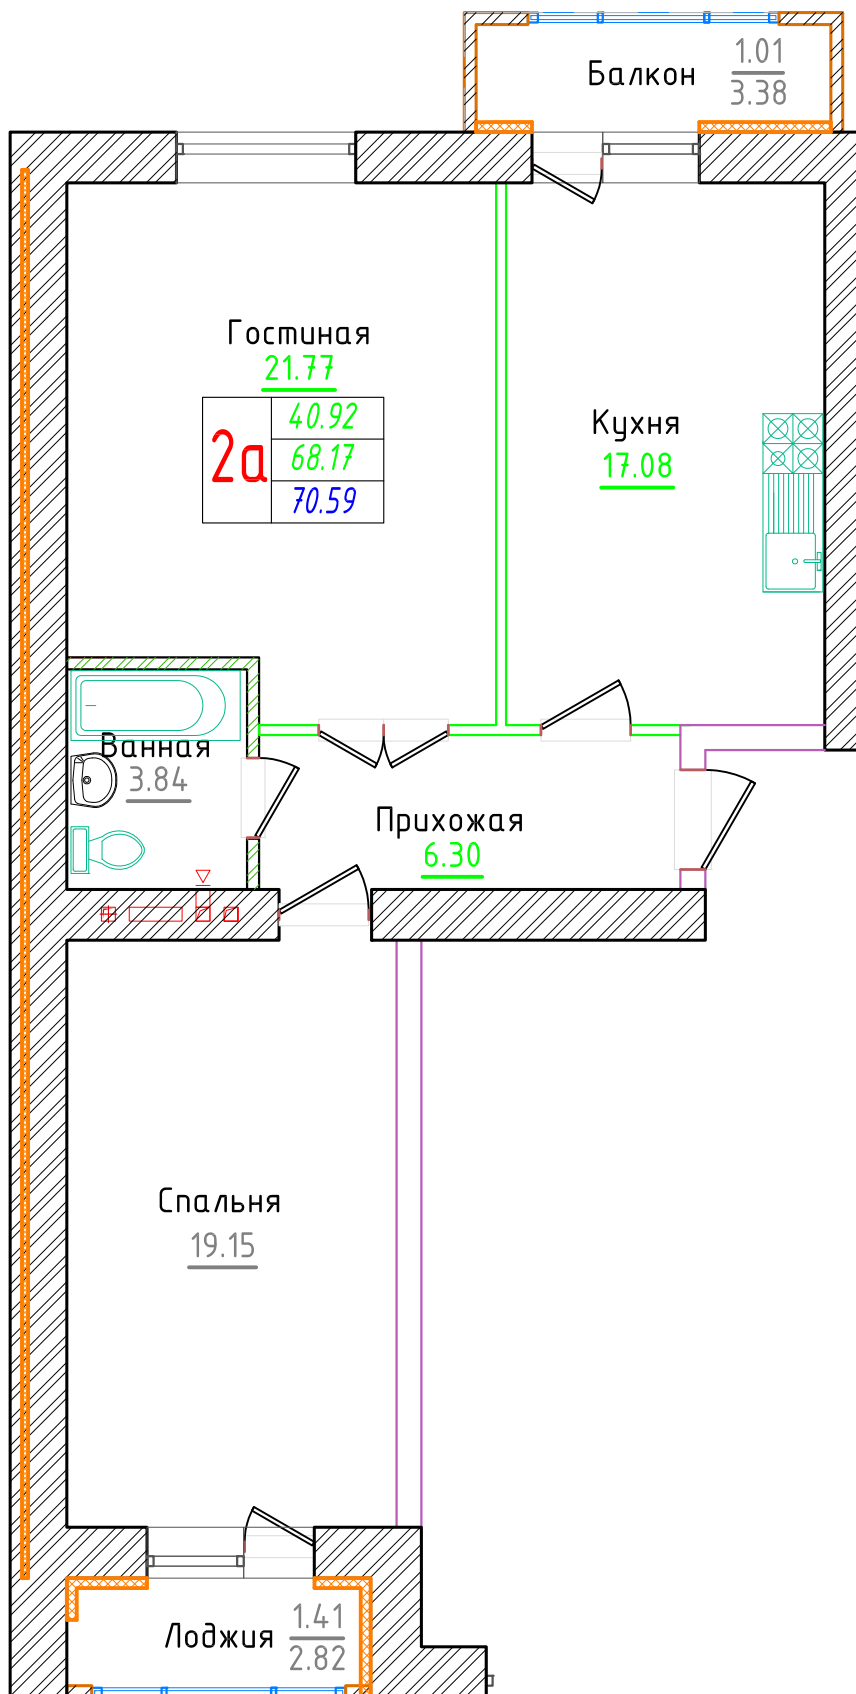 Балкон 1.01
3.38
Гостиная
21.77
2а
40.92
68.17
70.59
Кухня
17.08
Ванная
3.84
Прихожая
6.30
Спальня
19.15
Лоджия 1.41
2.82